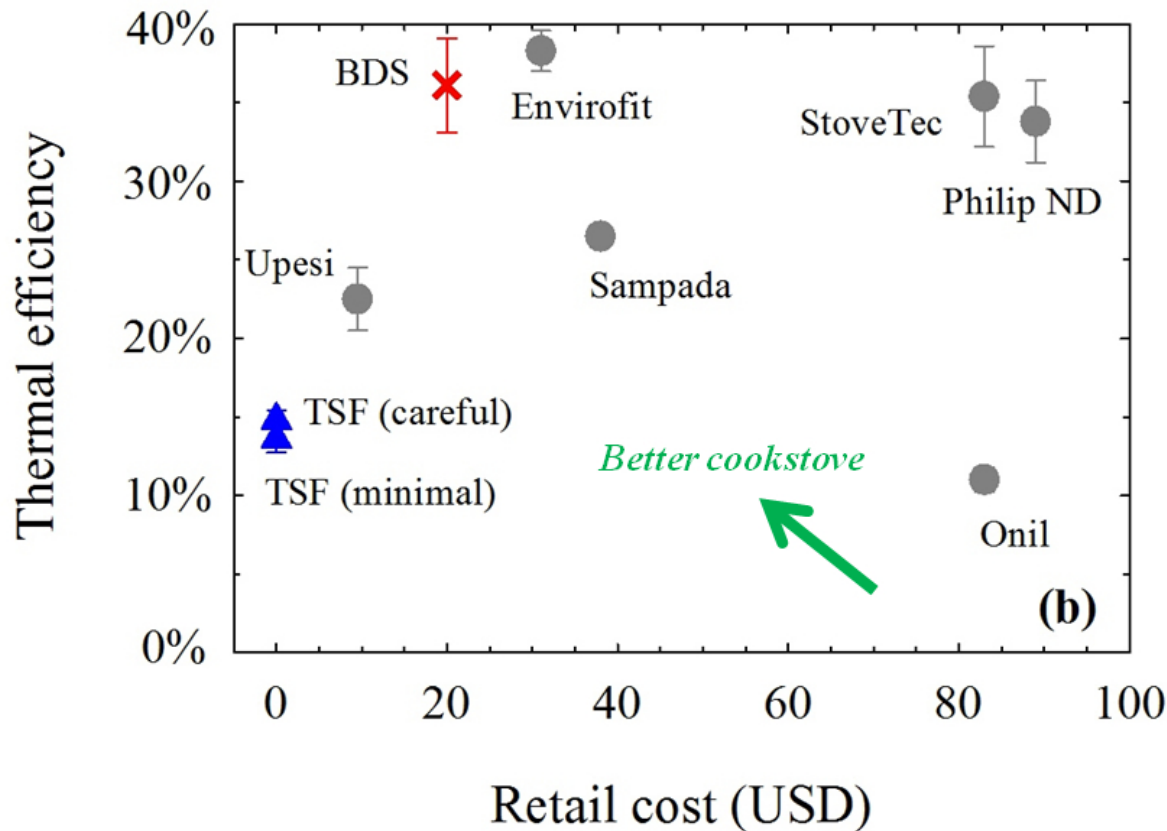 40%
30%
20%
10%
0%
Thermal efficiency
BDS
Envirofit
StoveTec
Philip ND
Upesi
Sampada
TSF (careful)
TSF (minimal)
Better cookstove
Onil
(b)
0 20 40 60 80 100
Retail cost (USD)